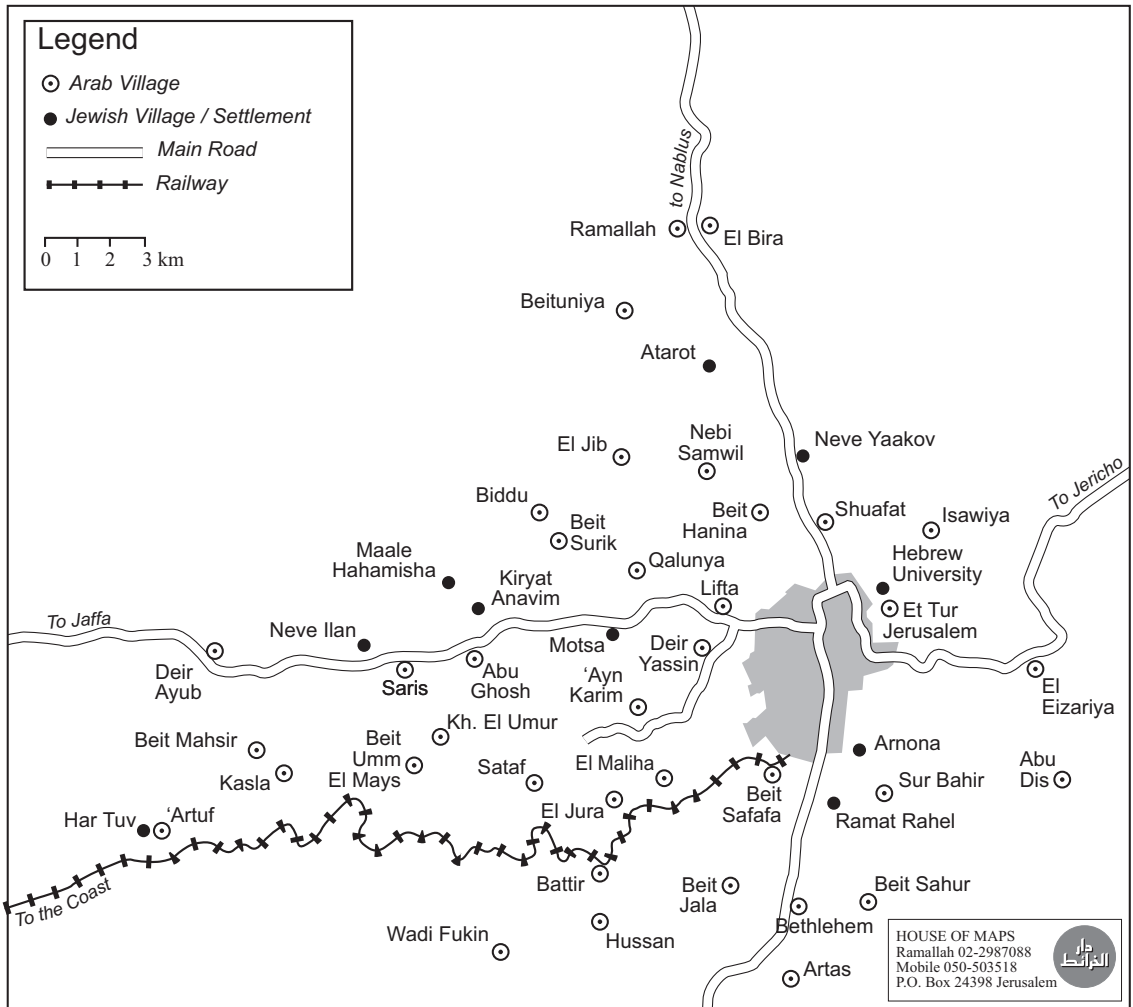 Legend
Arab Village
Jewish Village / Settlement
Main Road
Railway
0 1 2 3 km
to Nablus
Ramallah
El Bira
Beituniya
Atarot
El Jib
Nebi
Samwil
Neve Yaakov
To Jericho
Biddu
Beit
Surik
Beit
Hanina
Shuafat
Isawiya
Maale
Hahamisha
Kiryat
Anavim
Qalunya
Hebrew
University
Lifta
Et Tur
Jerusalem
To Jaffa
Neve Ilan
Motsa
Deir
Yassin
Deir
Ayub
Saris
Abu
Ghosh
'Ayn
Karim
El
Eizariya
Kh. El Umur
Beit Mahsir
Beit
Umm
El Mays
Kasla
Sataf
El Maliha
Arnona
Abu
Dis
Sur Bahir
Beit
Safafa
El Jura
Ramat Rahel
Har Tuv
'Artuf
To the Coast
Battir
Beit
Jala
Beit Sahur
Bethlehem
Wadi Fukin
Hussan
Artas
HOUSE OF MAPS
Ramallah 02-2987088
Mobile 050-503518
P.O. Box 24398 Jerusalem
دار
الخرائط